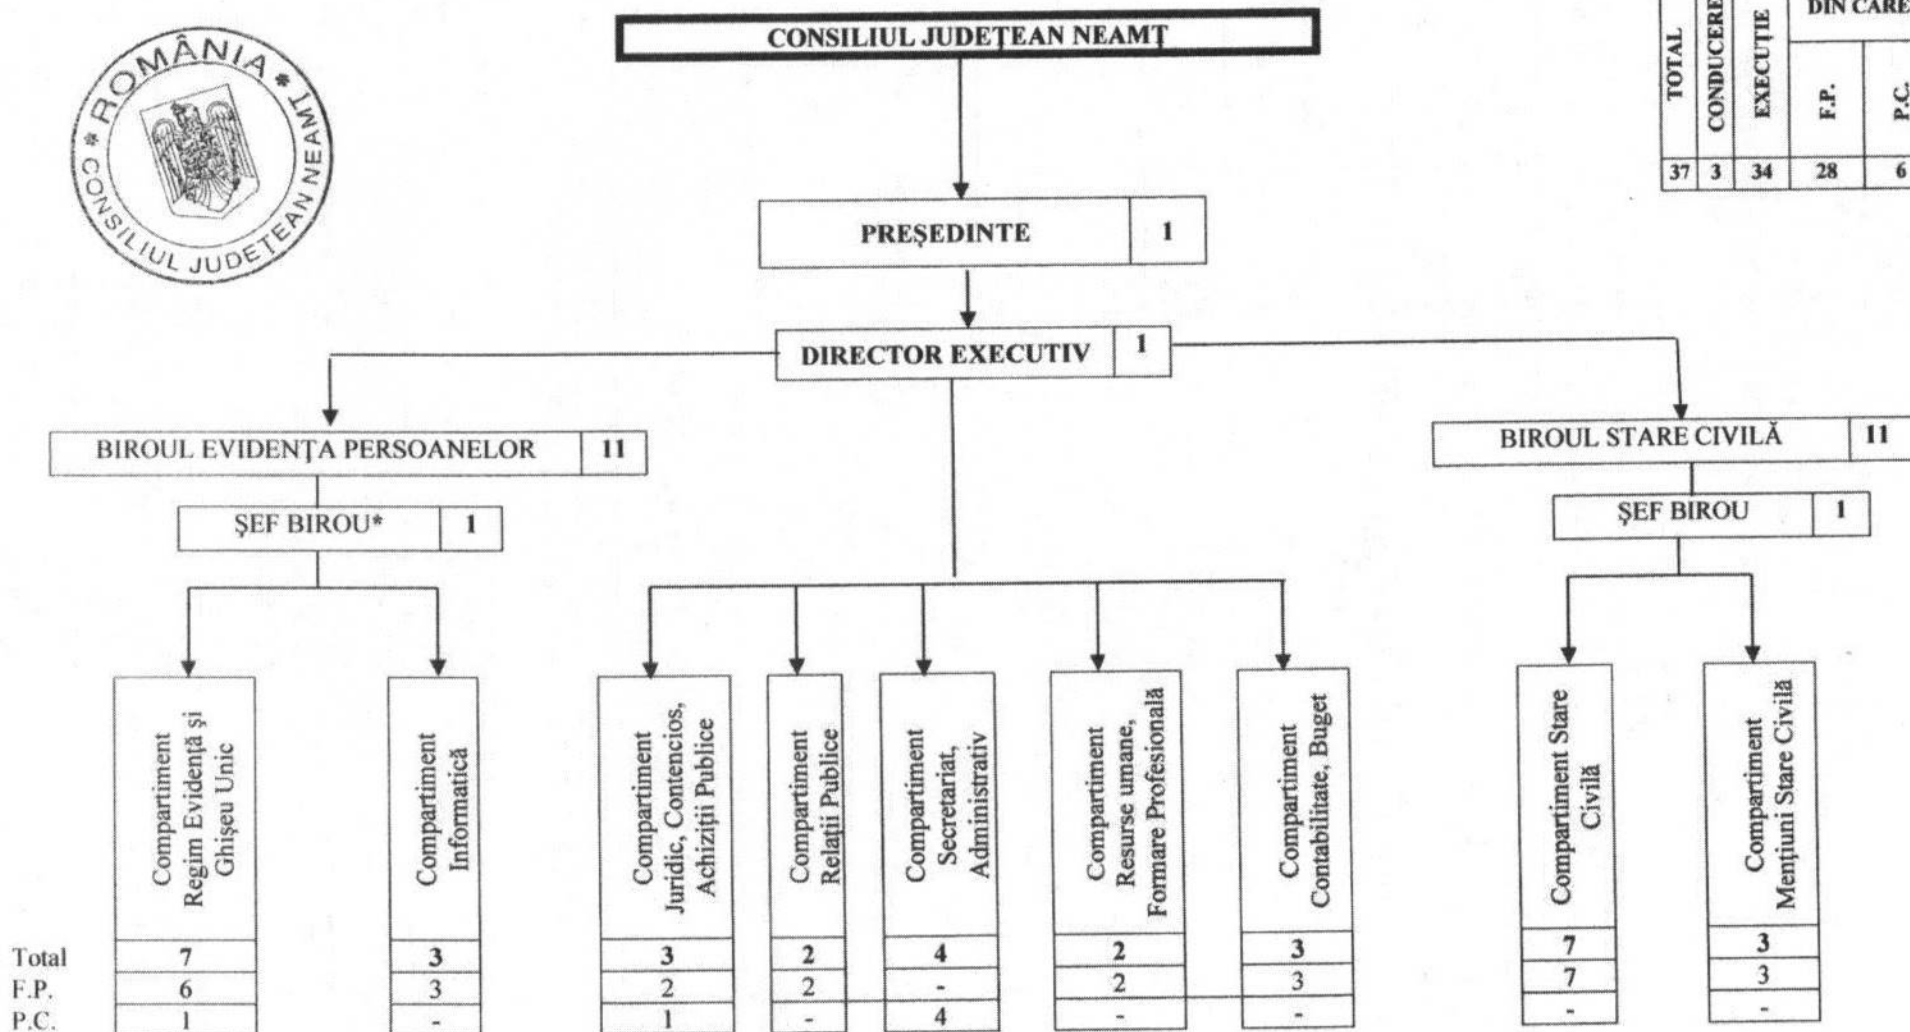 ROMÂNIA
CONSILIUL JUDEȚEAN NEAMȚ
CONSILIUL JUDEȚEAN NEAMȚ
TOTAL
CONDUCERE
EXECUȚIE
DIN CARE
F.P.
P.C.
37 3 34 28 6
PREȘEDINTE 1
DIRECTOR EXECUTIV 1
BIROUL EVIDENȚA PERSOANELOR 11
BIROUL STARE CIVILĂ 11
ȘEF BIROU* 1
ȘEF BIROU 1
Compartiment
Regim Evidență și
Ghișeu Unic
Compartiment
Informatică
Compartiment
Juridic, Contencios,
Achiziții Publice
Compartiment
Relații Publice
Compartiment
Secretariat,
Administrativ
Compartiment
Resurse umane,
Formare Profesională
Compartiment
Contabilitate, Buget
Compartiment Stare
Civilă
Compartiment
Mențiuni Stare Civilă
Total 7 3 3 2 4 2 3 7 3
F.P. 6 3 2 2 - 2 3 7 3
P.C. 1 - 1 - 4 - - - -